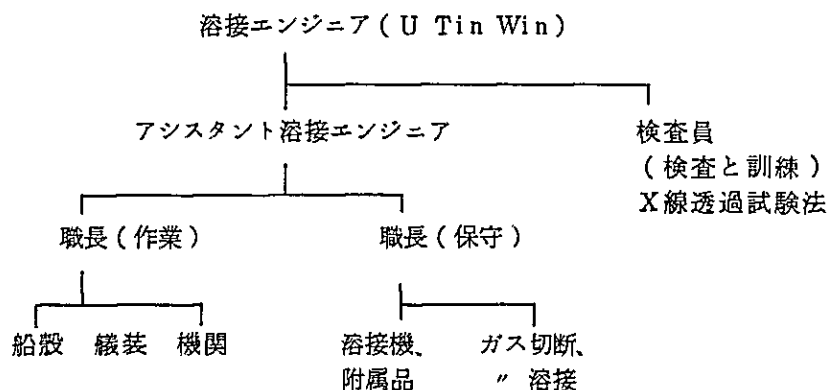 溶接エンジニア(U Tin Win)
アシスタント溶接エンジニア
検査員
(検査と訓練)
X線透過試験法
職長(作業)
職長(保守)
船殻 艤装 機関
溶接機、
附属品
ガス切断、
〃 溶接